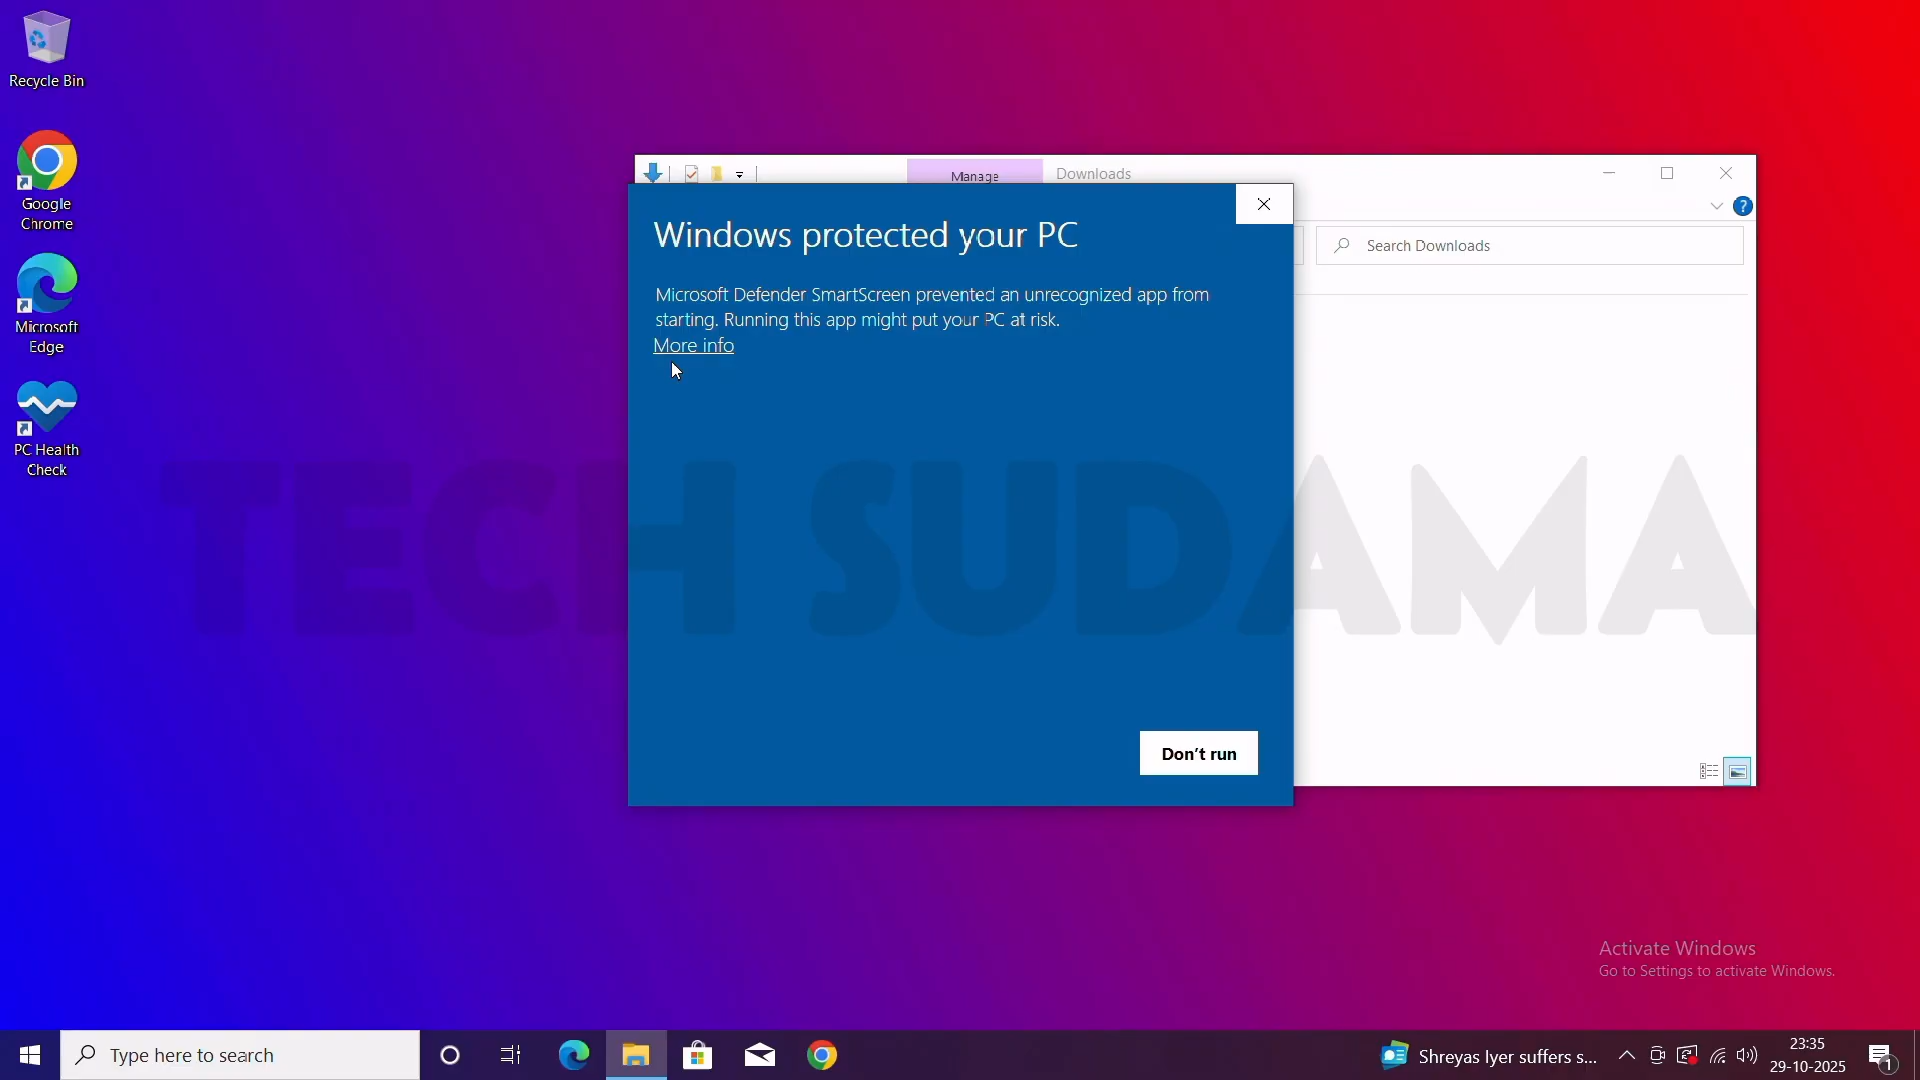 Recycle Bin
Google
Chrome
Microsoft
Edge
PC Health
Check
Manage
Downloads
Search Downloads
Windows protected your PC
Microsoft Defender SmartScreen prevented an unrecognized app from
starting. Running this app might put your PC at risk.
More info
TECH SUDAMA
Don't run
Activate Windows
Go to Settings to activate Windows.
Type here to search
Shreyas Iyer suffers s...
23:35
29-10-2025
1